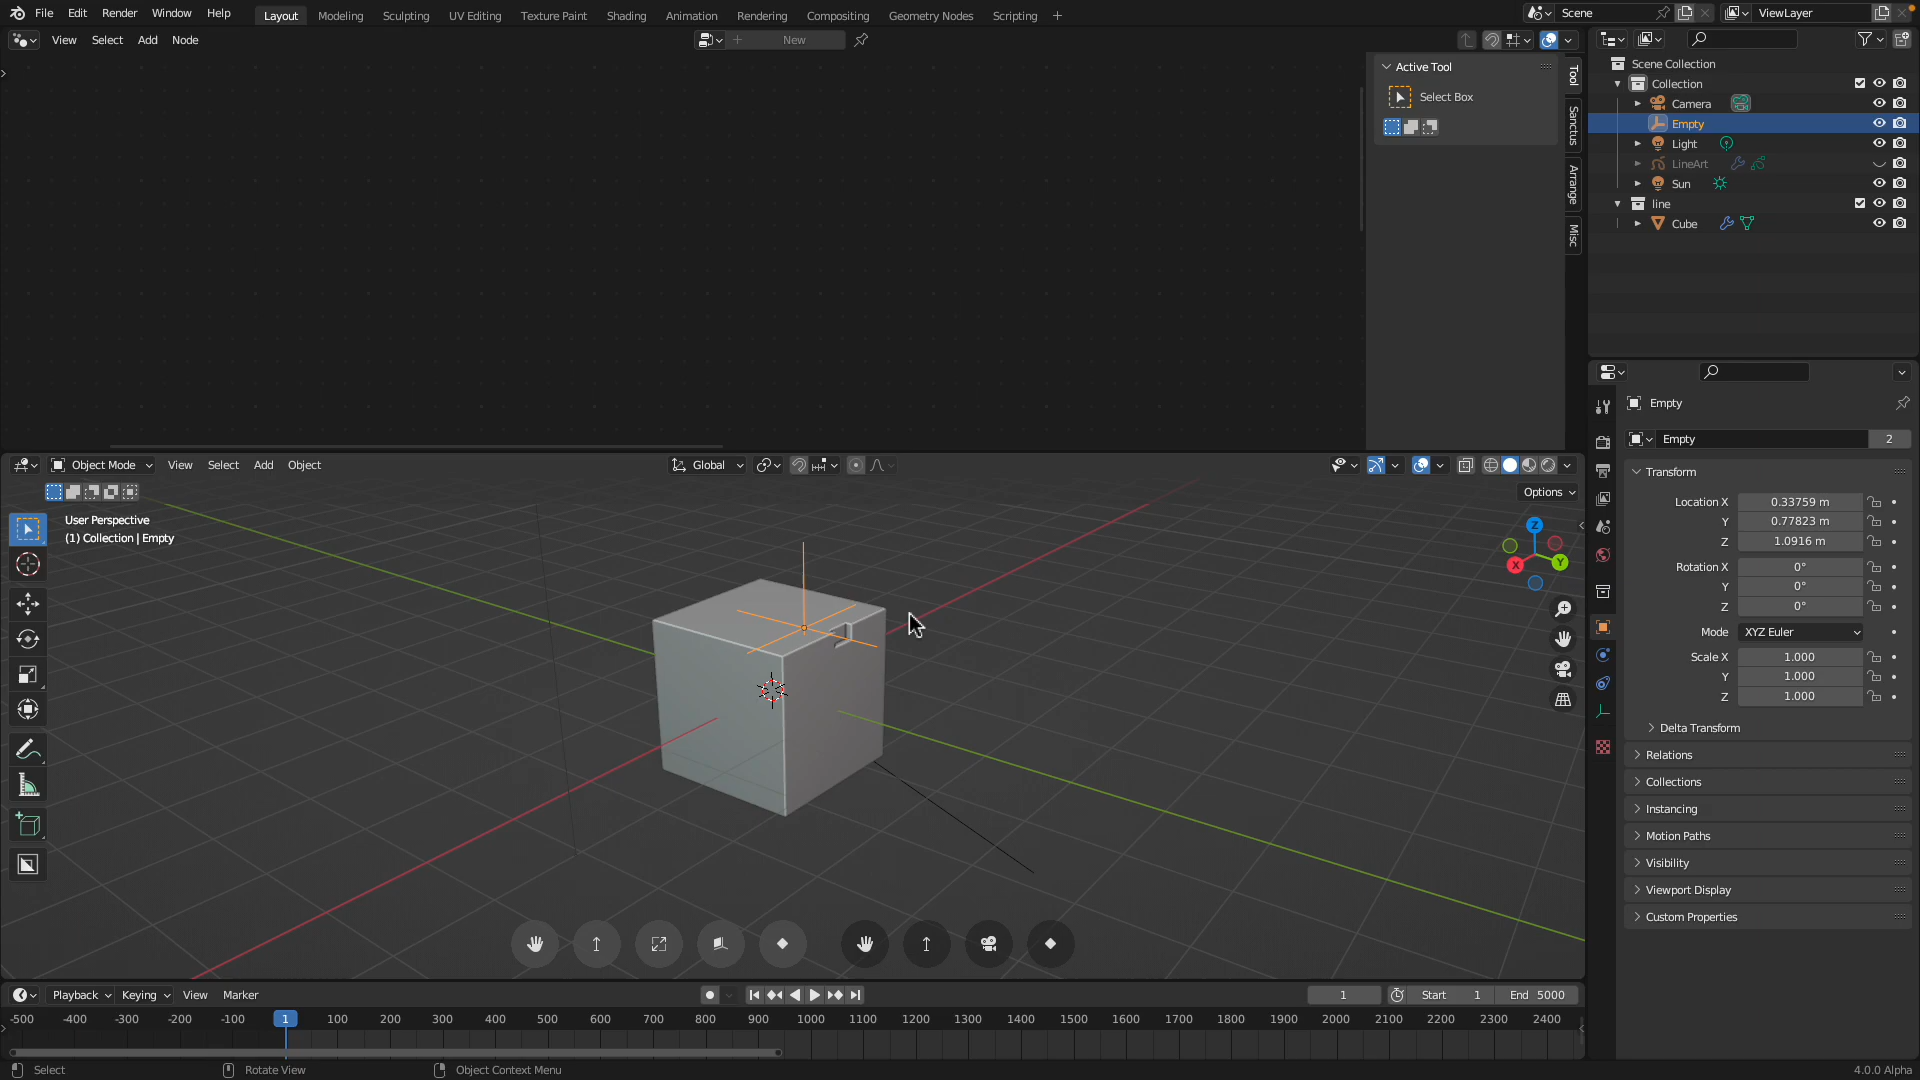 File Edit Render Window Help Layout Modeling Sculpting UV Editing Texture Paint Shading Animation Rendering Compositing Geometry Nodes Scripting + Scene ViewLayer
View Select Add Node New
Active Tool
Select Box
Tool
Sanctus
Arrange
Misc
Scene Collection
Collection
Camera
Empty
Light
LineArt
Sun
line
Cube
Empty
Empty 2
Transform
Location X 0.33759 m
Y 0.77823 m
Z 1.0916 m
Rotation X 0°
Y 0°
Z 0°
Mode XYZ Euler
Scale X 1.000
Y 1.000
Z 1.000
Delta Transform
Relations
Collections
Instancing
Motion Paths
Visibility
Viewport Display
Custom Properties
Object Mode View Select Add Object Global
Options
User Perspective
(1) Collection | Empty
Z
X
Y
Playback Keying View Marker 1 Start 1 End 5000
-500 -400 -300 -200 -100 1 100 200 300 400 500 600 700 800 900 1000 1100 1200 1300 1400 1500 1600 1700 1800 1900 2000 2100 2200 2300 2400
Select Rotate View Object Context Menu 4.0.0 Alpha